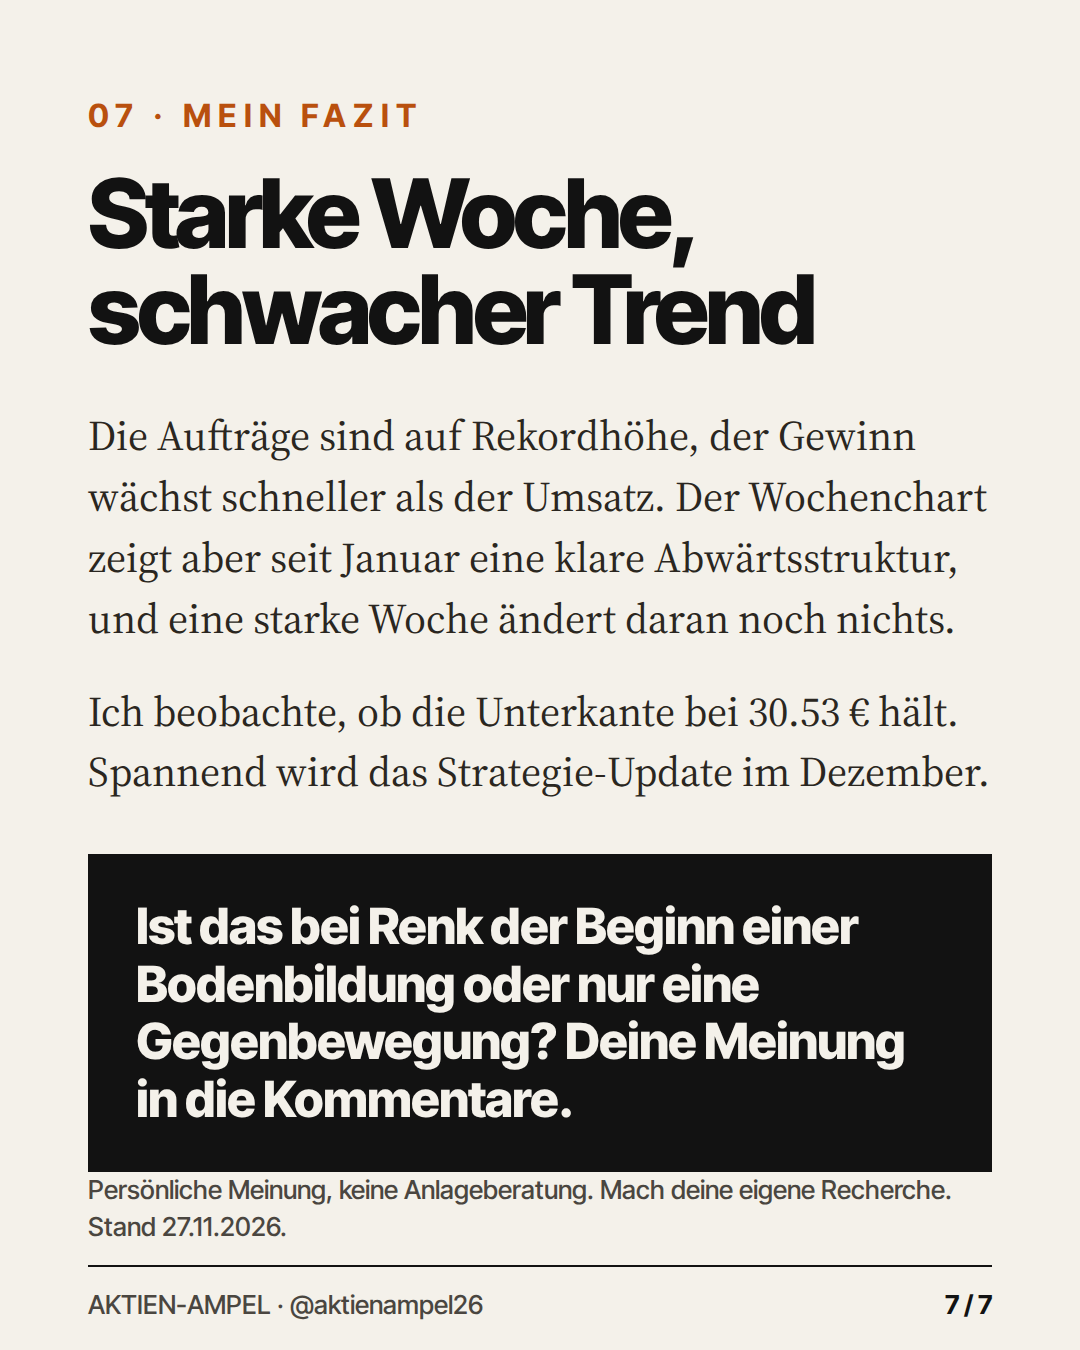 07 · MEIN FAZIT
Starke Woche,
schwacher Trend
Die Aufträge sind auf Rekordhöhe, der Gewinn
wächst schneller als der Umsatz. Der Wochenchart
zeigt aber seit Januar eine klare Abwärtsstruktur,
und eine starke Woche ändert daran noch nichts.
Ich beobachte, ob die Unterkante bei 30.53 € hält.
Spannend wird das Strategie-Update im Dezember.
Ist das bei Renk der Beginn einer
Bodenbildung oder nur eine
Gegenbewegung? Deine Meinung
in die Kommentare.
Persönliche Meinung, keine Anlageberatung. Mach deine eigene Recherche.
Stand 27.11.2026.
AKTIEN-AMPEL · @aktienampel26
7/7